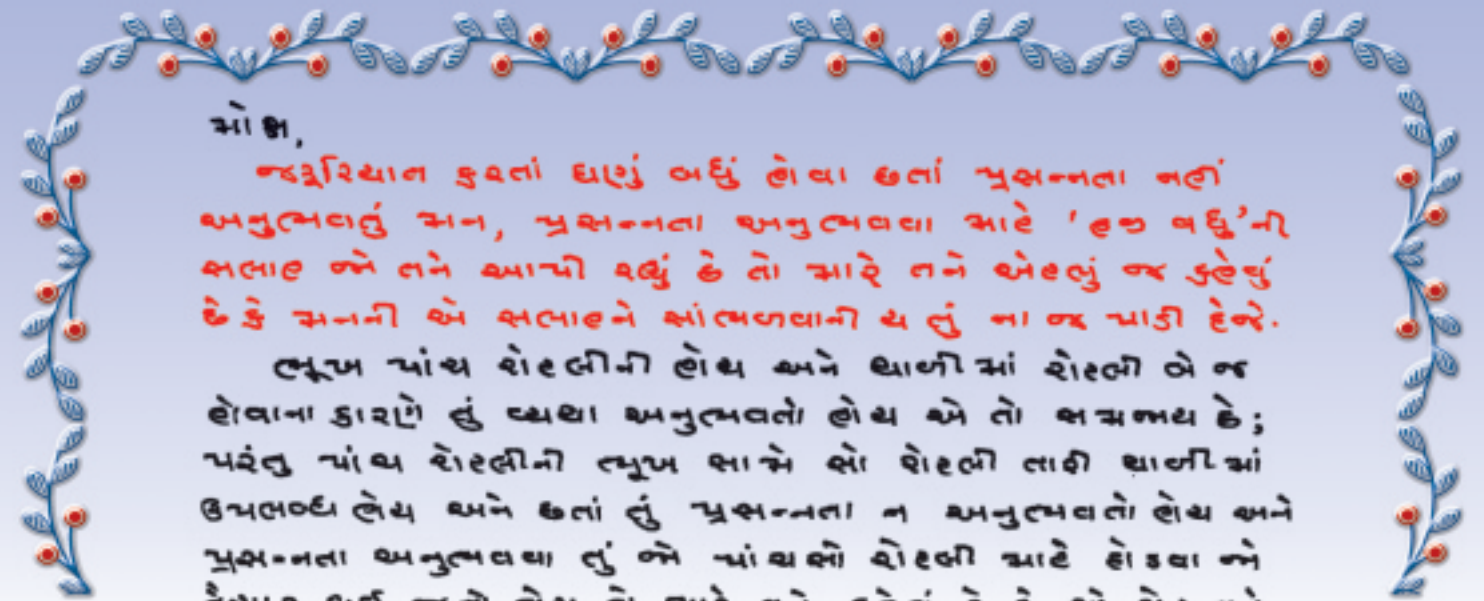 મોક્ષ,
જરૂરિયાત કરતાં ઘણું બધું હોવા છતાં પ્રસન્નતા નહીં
અનુભવતું મન, પ્રસન્નતા અનુભવવા માટે 'હજી વધુ'ની
સલાહ જો તને આપી રહ્યું છે તો મારે તને એટલું જ કહેવું
છે કે મનની એ સલાહને સાંભળવાની ય તું ના જ પાડી દેજે.
ભૂખ પાંચ રોટલીની હોય અને થાળીમાં રોટલી બે જ
હોવાના કારણે તું વ્યથા અનુભવતો હોય એ તો સમજાય છે;
પરંતુ પાંચ રોટલીની ભૂખ સામે સો રોટલી તારી થાળીમાં
ઉપલબ્ધ હોય અને છતાં તું પ્રસન્નતા ન અનુભવતો હોય અને
પ્રસન્નતા અનુભવવા તું જો પાંચસો રોટલી માટે દોડવા જો